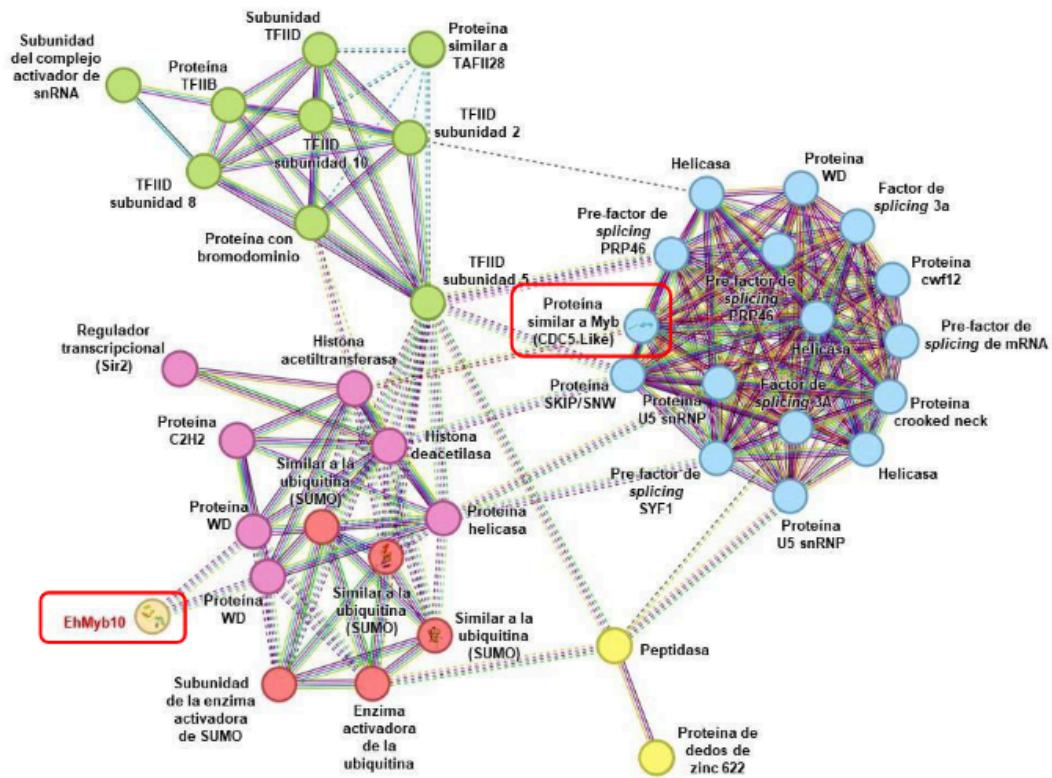 Subunidad
del complejo
activador de
snRNA
Proteína
TFIIB
Subunidad
TFIID
Proteína
similar a
TAFII28
TFIID
subunidad 2
TFIID
subunidad 10
TFIID
subunidad 8
Proteína con
bromodominio
TFIID
subunidad 5
Helicasa
Proteína
WD
Factor de
splicing 3a
Pre-factor de
splicing
PRP46
Proteína
cwf12
Pre-factor de
splicing
PRP46
Proteína
similar a Myb
(CDC5.Like)
Helicasa
Pre-factor de
splicing de mRNA
Proteína
SKIP/SNW
Proteína
U5 snRNP
Factor de
splicing 3A
Proteína
crooked neck
Helicasa
Pre-factor de
splicing
SYF1
Proteína
U5 snRNP
Regulador
transcripcional
(Sir2)
Histona
acetiltransferasa
Proteína
C2H2
Histona
deacetilasa
Similar a la
ubiquitina
(SUMO)
Proteína
WD
Proteína
helicasa
EhMyb10
Proteína
WD
Similar a la
ubiquitina
(SUMO)
Similar a la
ubiquitina
(SUMO)
Subunidad
de la enzima
activadora
de SUMO
Enzima
activadora
de la
ubiquitina
Peptidasa
Proteína de
dedos de
zinc 622